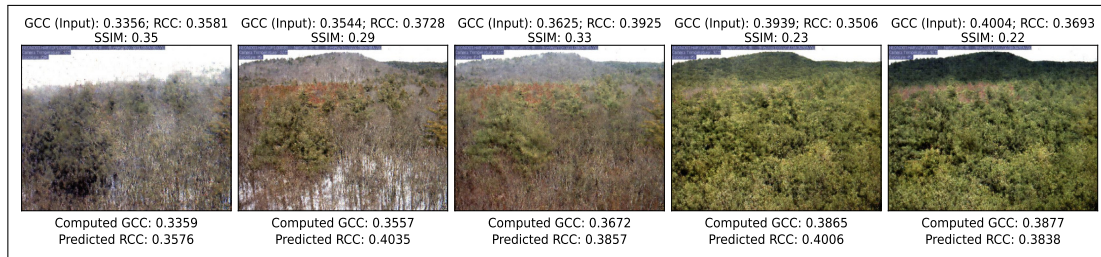 GCC (Input): 0.3356; RCC: 0.3581
SSIM: 0.35
GCC (Input): 0.3544; RCC: 0.3728
SSIM: 0.29
GCC (Input): 0.3625; RCC: 0.3925
SSIM: 0.33
GCC (Input): 0.3939; RCC: 0.3506
SSIM: 0.23
GCC (Input): 0.4004; RCC: 0.3693
SSIM: 0.22
Computed GCC: 0.3359
Predicted RCC: 0.3576
Computed GCC: 0.3557
Predicted RCC: 0.4035
Computed GCC: 0.3672
Predicted RCC: 0.3857
Computed GCC: 0.3865
Predicted RCC: 0.4006
Computed GCC: 0.3877
Predicted RCC: 0.3838